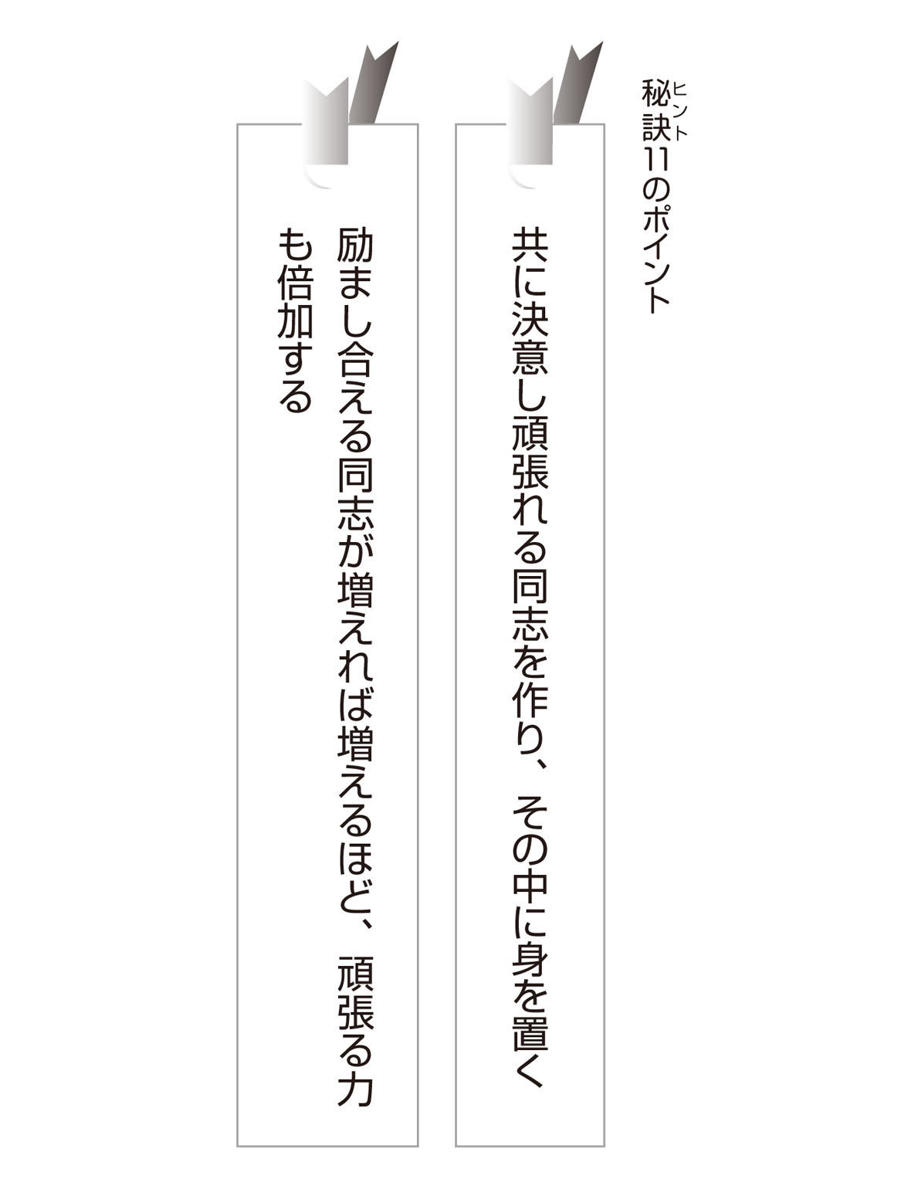 秘訣11のポイント
ヒント
共に決意し頑張れる同志を作り、その中に身を置く
励まし合える同志が増えれば増えるほど、頑張る力
も倍加する